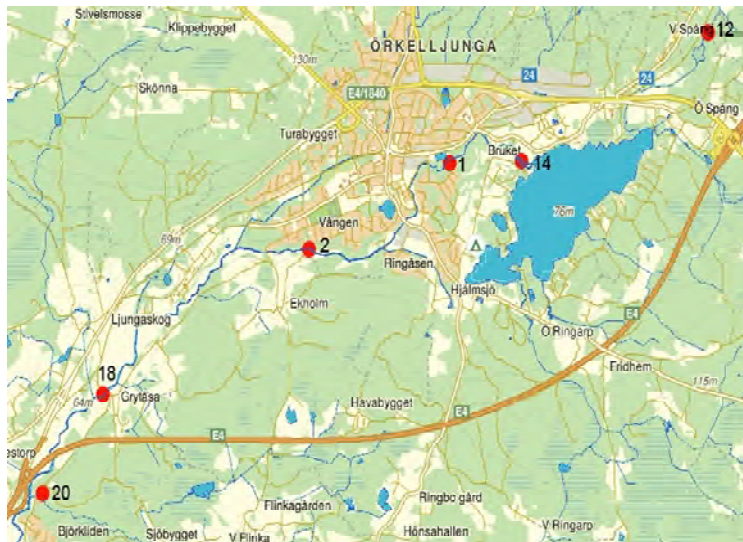 Stivelsmosse
Klippebygget
V Spång
12
ÖRKELLJUNGA
130m
24
24
Skönna
E4/1840
Ö Spång
Turabygget
1
Bruket
14
76m
69m
Vången
2
Ringåsen
Ekholm
Hjälmsjö
Ljungaskog
E4
Ö Ringarp
Fridhem
18
64m
Grytåsa
115m
Havabygget
E4
E4
estorp
20
Flinkagården
Ringbo gård
Björkliden
Sjöbygget
V Flinka
Hönsahallen
V Ringarp